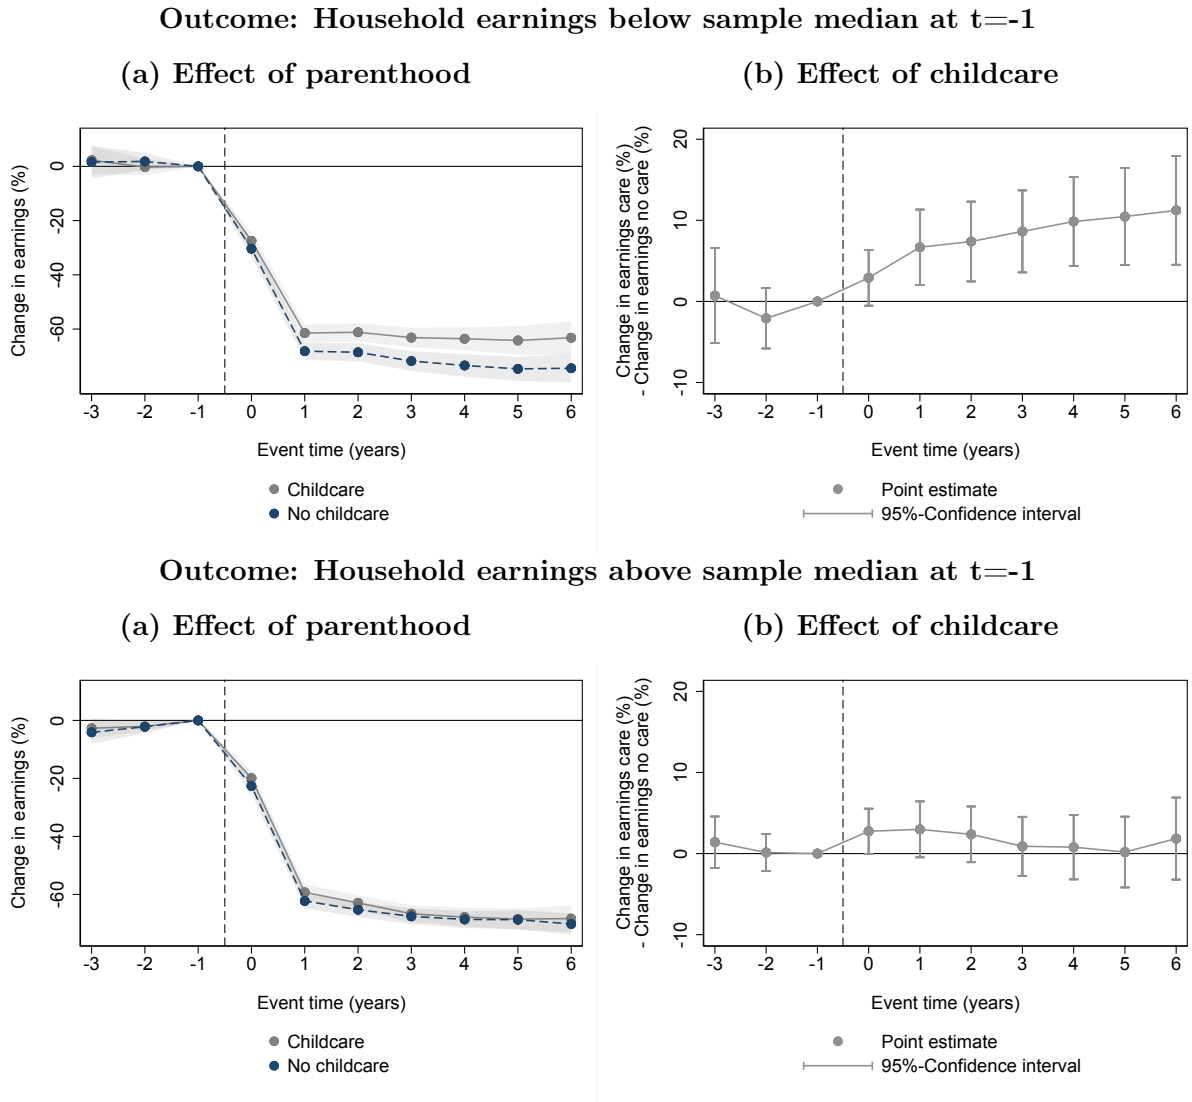 Outcome: Household earnings below sample median at t=-1
(a) Effect of parenthood
Change in earnings (%)
0
20
40
60
-3 -2 -1 0 1 2 3 4 5 6
Event time (years)
Childcare
No childcare
(b) Effect of childcare
Change in earnings care (%)
- Change in earnings no care (%)
20
10
0
-10
-3 -2 -1 0 1 2 3 4 5 6
Event time (years)
Point estimate
95%-Confidence interval
Outcome: Household earnings above sample median at t=-1
(a) Effect of parenthood
Change in earnings (%)
0
20
40
60
-3 -2 -1 0 1 2 3 4 5 6
Event time (years)
Childcare
No childcare
(b) Effect of childcare
Change in earnings care (%)
- Change in earnings no care (%)
20
10
0
-10
-3 -2 -1 0 1 2 3 4 5 6
Event time (years)
Point estimate
95%-Confidence interval